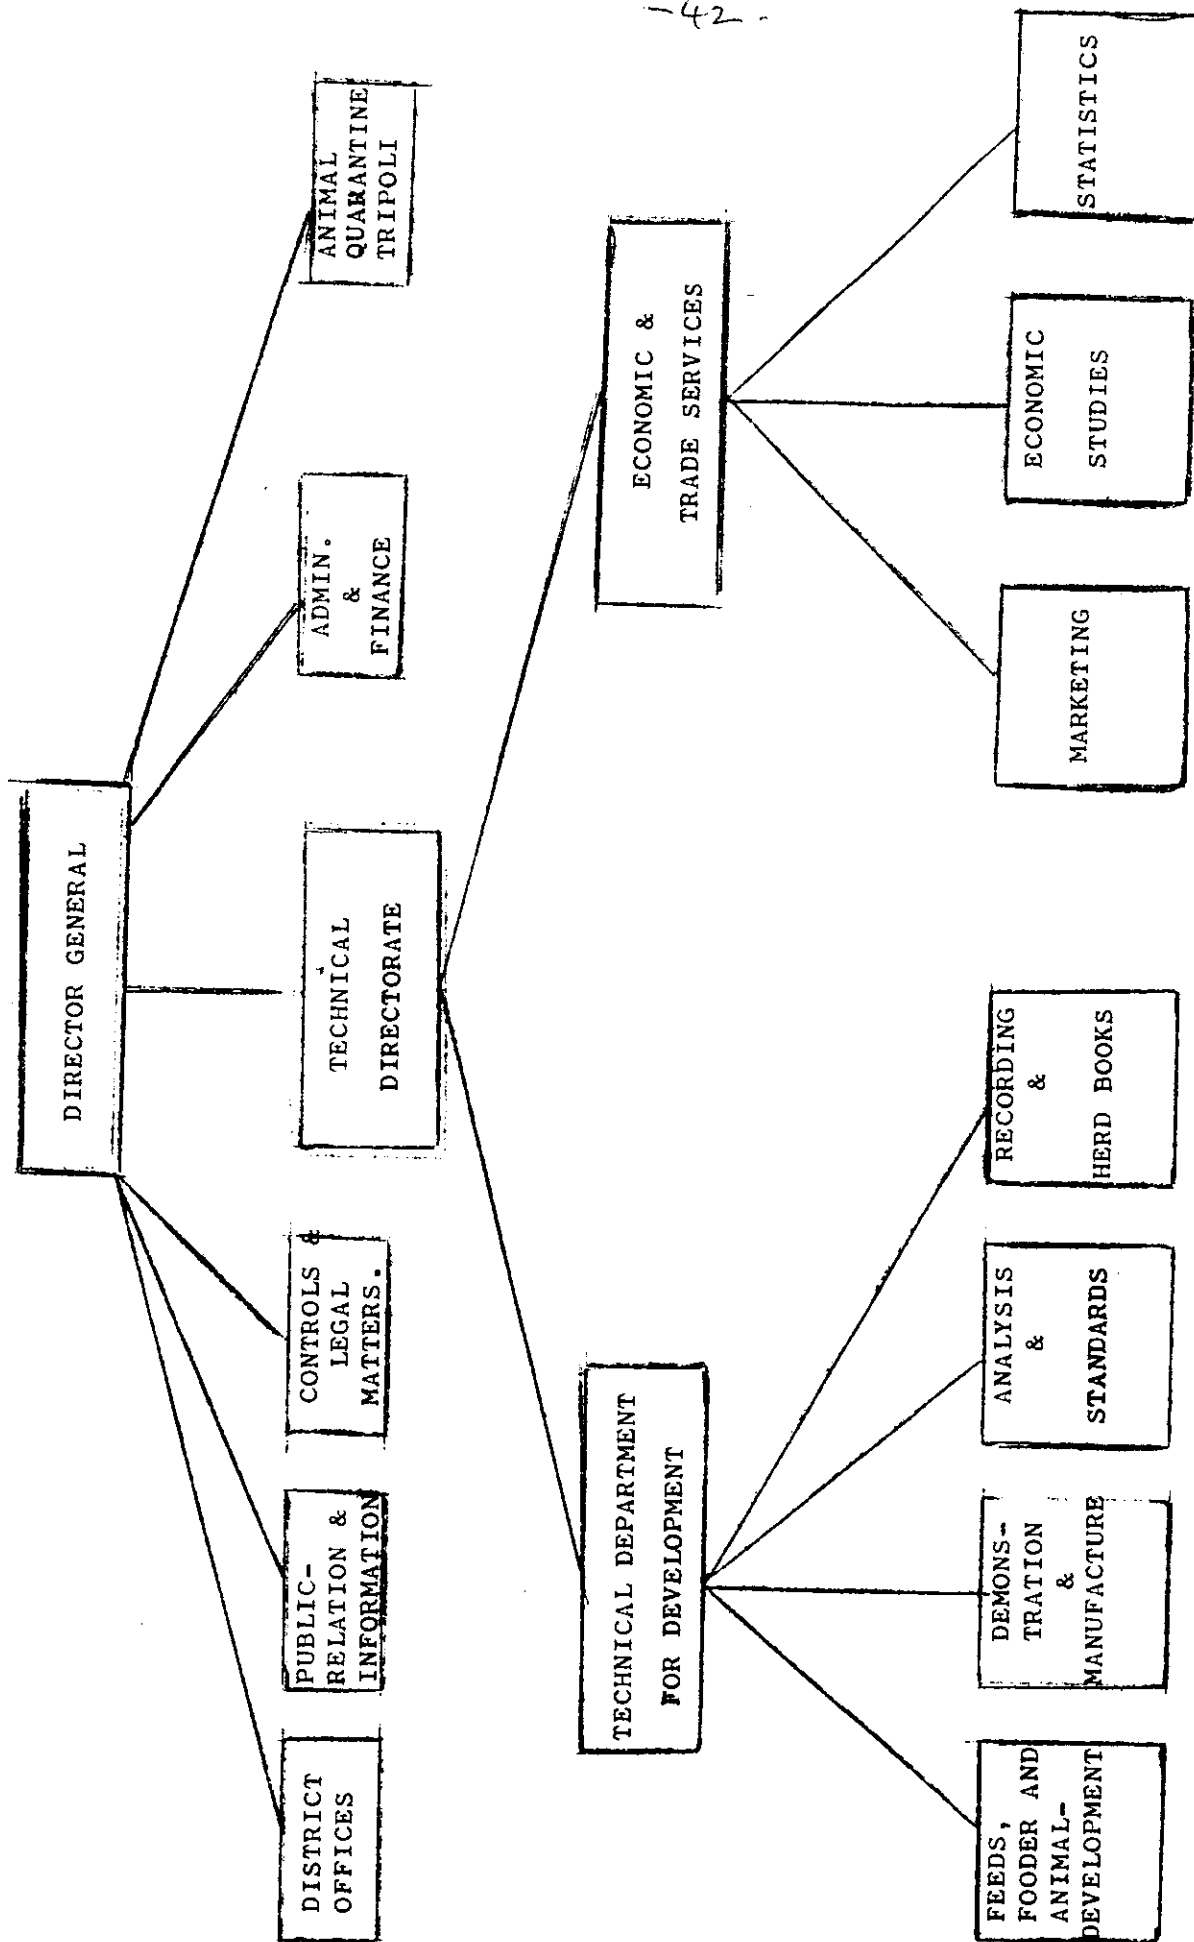 -42-
DIRECTOR GENERAL
DISTRICT
OFFICES
PUBLIC-
RELATION &
INFORMATION
CONTROLS &
LEGAL
MATTERS.
TECHNICAL
DIRECTORATE
ADMIN.
&
FINANCE
ANIMAL
QUARANTINE
TRIPOLI
TECHNICAL DEPARTMENT
FOR DEVELOPMENT
ECONOMIC &
TRADE SERVICES
FEEDS,
FOODER AND
ANIMAL-
DEVELOPMENT
DEMONS-
TRATION
&
MANUFACTURE
ANALYSIS
&
STANDARDS
RECORDING
&
HERD BOOKS
MARKETING
ECONOMIC
STUDIES
STATISTICS